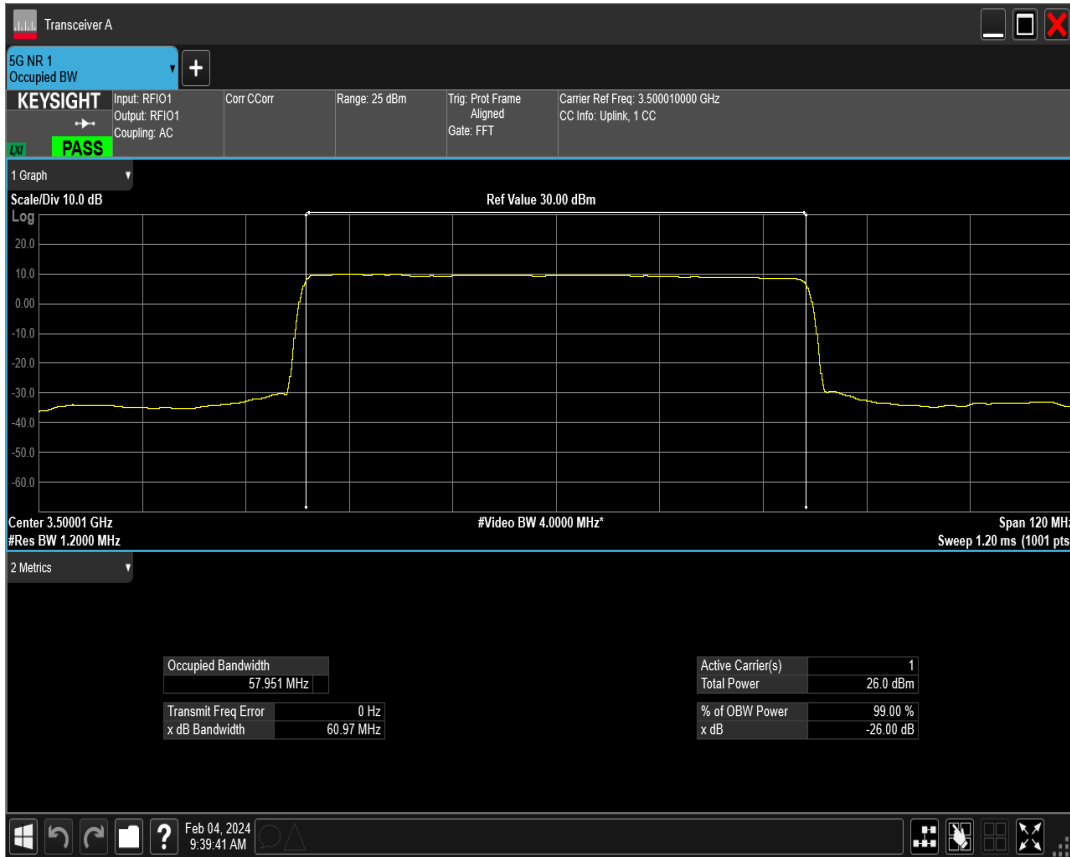 Transceiver A
5G NR 1
Occupied BW
KEYSIGHT
LXI
PASS
Input: RFIO1
Output: RFIO1
Coupling: AC
Corr CCorr
Range: 25 dBm
Trig: Prot Frame
Aligned
Gate: FFT
Carrier Ref Freq: 3.500010000 GHz
CC Info: Uplink, 1 CC
1 Graph
Scale/Div 10.0 dB
Ref Value 30.00 dBm
Log
20.0
10.0
0.00
-10.0
-20.0
-30.0
-40.0
-50.0
-60.0
Center 3.50001 GHz
#Video BW 4.0000 MHz*
Span 120 MHz
#Res BW 1.2000 MHz
Sweep 1.20 ms (1001 pts
2 Metrics
Occupied Bandwidth
57.951 MHz
Transmit Freq Error 0 Hz
x dB Bandwidth 60.97 MHz
Active Carrier(s) 1
Total Power 26.0 dBm
% of OBW Power 99.00 %
x dB -26.00 dB
?
Feb 04, 2024
9:39:41 AM